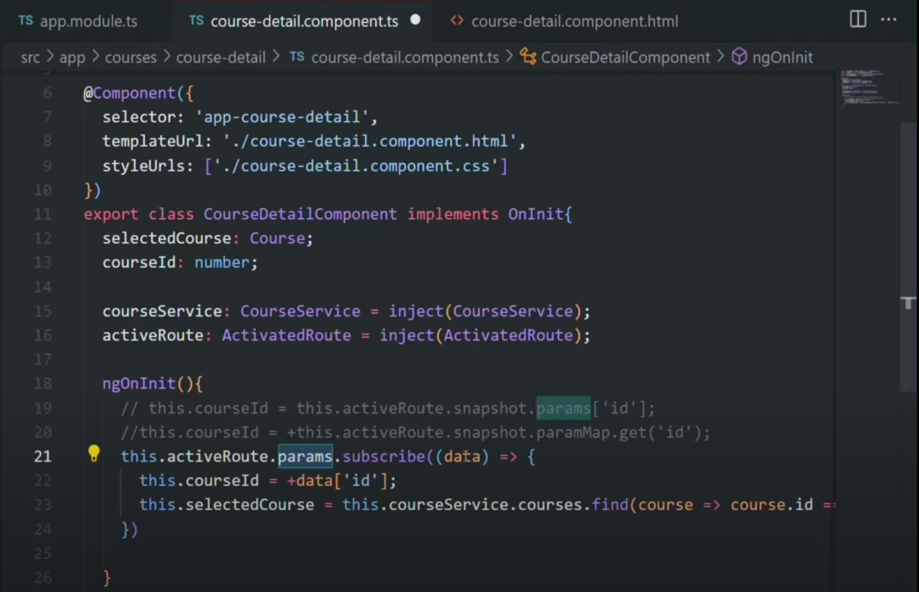 TS app.module.ts TS course-detail.component.ts ● <> course-detail.component.html ...
src > app > courses > course-detail > TS course-detail.component.ts > CourseDetailComponent > ngOnInit
6 @Component({
7 selector: 'app-course-detail',
8 templateUrl: './course-detail.component.html',
9 styleUrls: ['./course-detail.component.css']
10 })
11 export class CourseDetailComponent implements OnInit{
12 selectedCourse: Course;
13 courseId: number;
14
15 courseService: CourseService = inject(CourseService);
16 activeRoute: ActivatedRoute = inject(ActivatedRoute);
17
18 ngOnInit(){
19 // this.courseId = this.activeRoute.snapshot.params['id'];
20 //this.courseId = +this.activeRoute.snapshot.paramMap.get('id');
21 this.activeRoute.params.subscribe((data) => {
22 this.courseId = +data['id'];
23 this.selectedCourse = this.courseService.courses.find(course => course.id ==
24 })
25
26 }